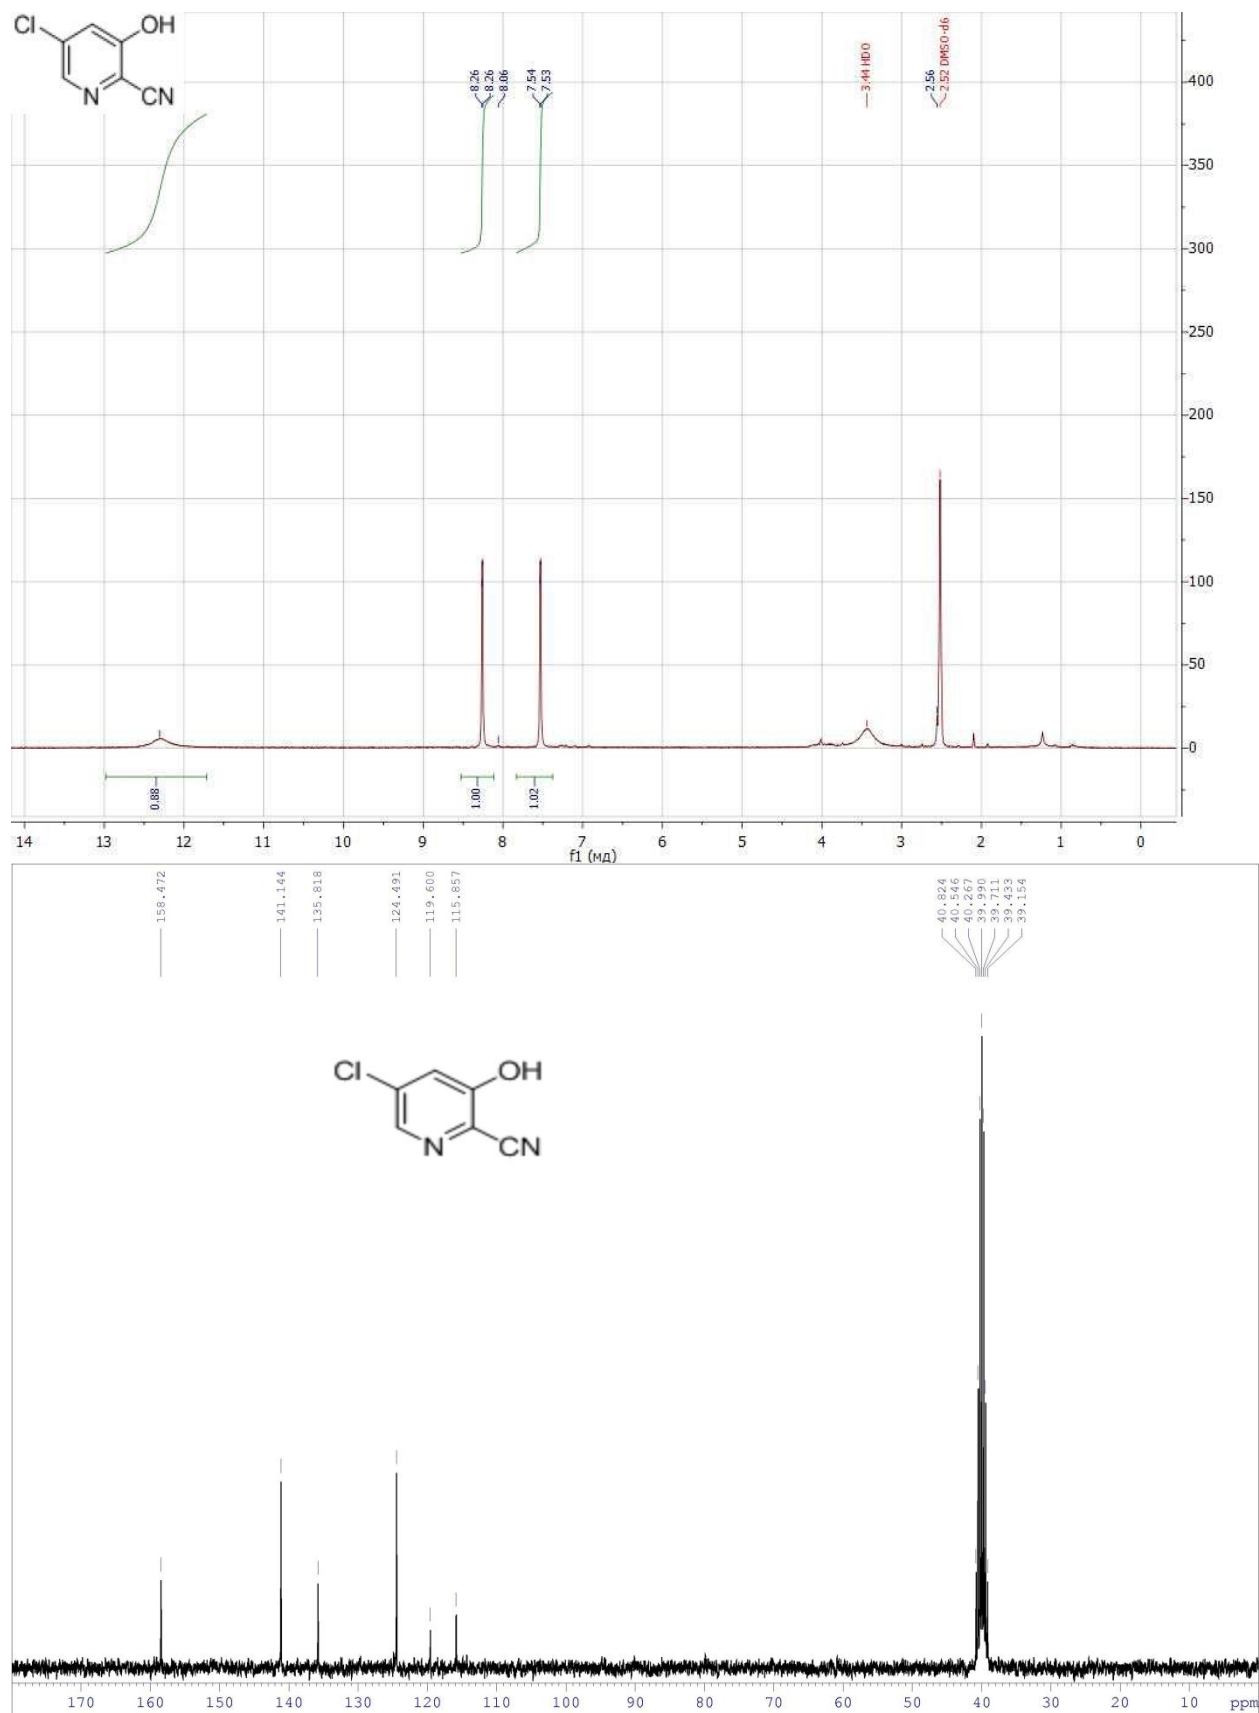 Cl
OH
N
CN
8.26
8.26
8.06
7.54
7.53
3.44 HDO
2.56
2.52 DMSO-d6
400
350
300
250
200
150
100
50
0
0.88
1.00
1.02
14 13 12 11 10 9 8 7 6 5 4 3 2 1 0
f1 (мд)
158.472
141.144
135.818
124.491
119.600
115.857
40.824
40.546
40.267
39.990
39.711
39.433
39.154
Cl
OH
N
CN
170 160 150 140 130 120 110 100 90 80 70 60 50 40 30 20 10 ppm